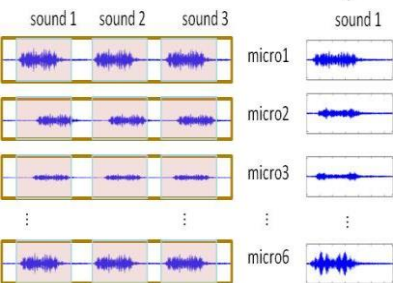 sound 1 sound 2 sound 3 sound 1
micro1
micro2
micro3
⋮ ⋮ ⋮ ⋮
micro6